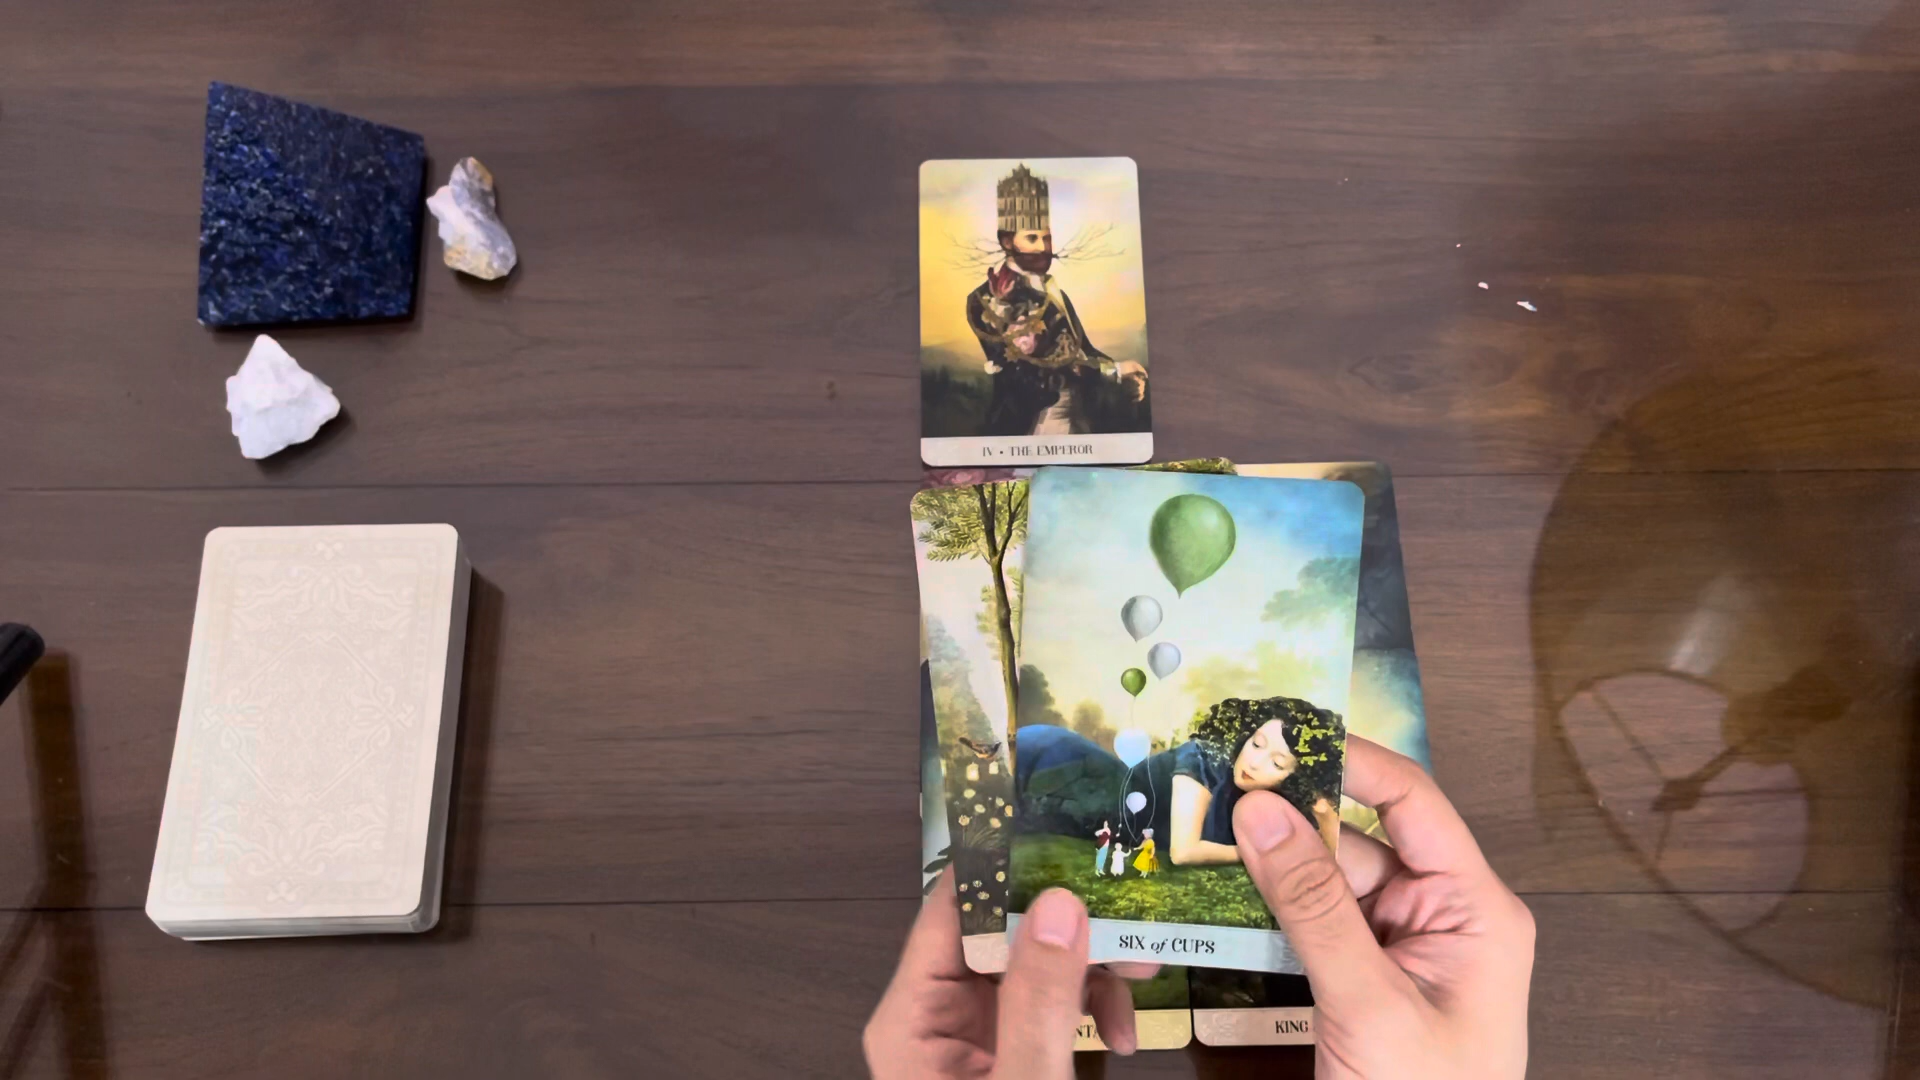 IV • THE EMPEROR
SIX of CUPS
KING